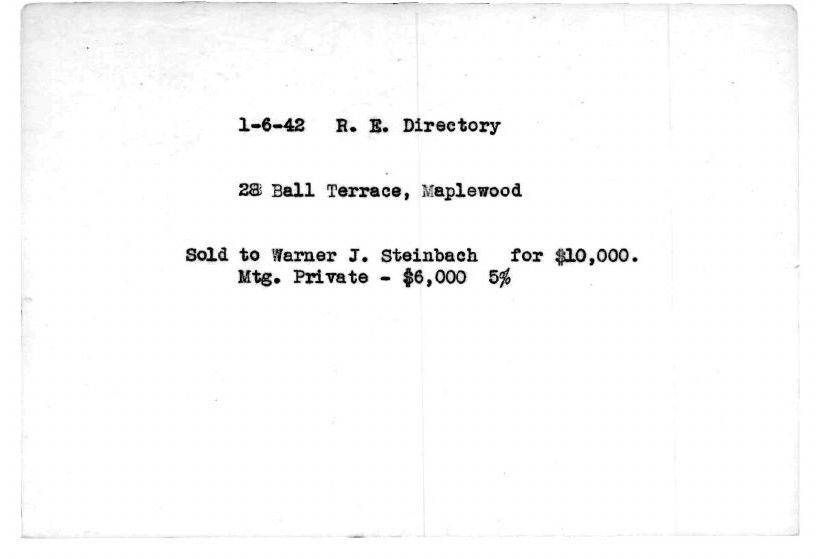 1-6-42 R. E. Directory
28 Ball Terrace, Maplewood
Sold to Warner J. Steinbach for $10,000.
Mtg. Private - $6,000 5%